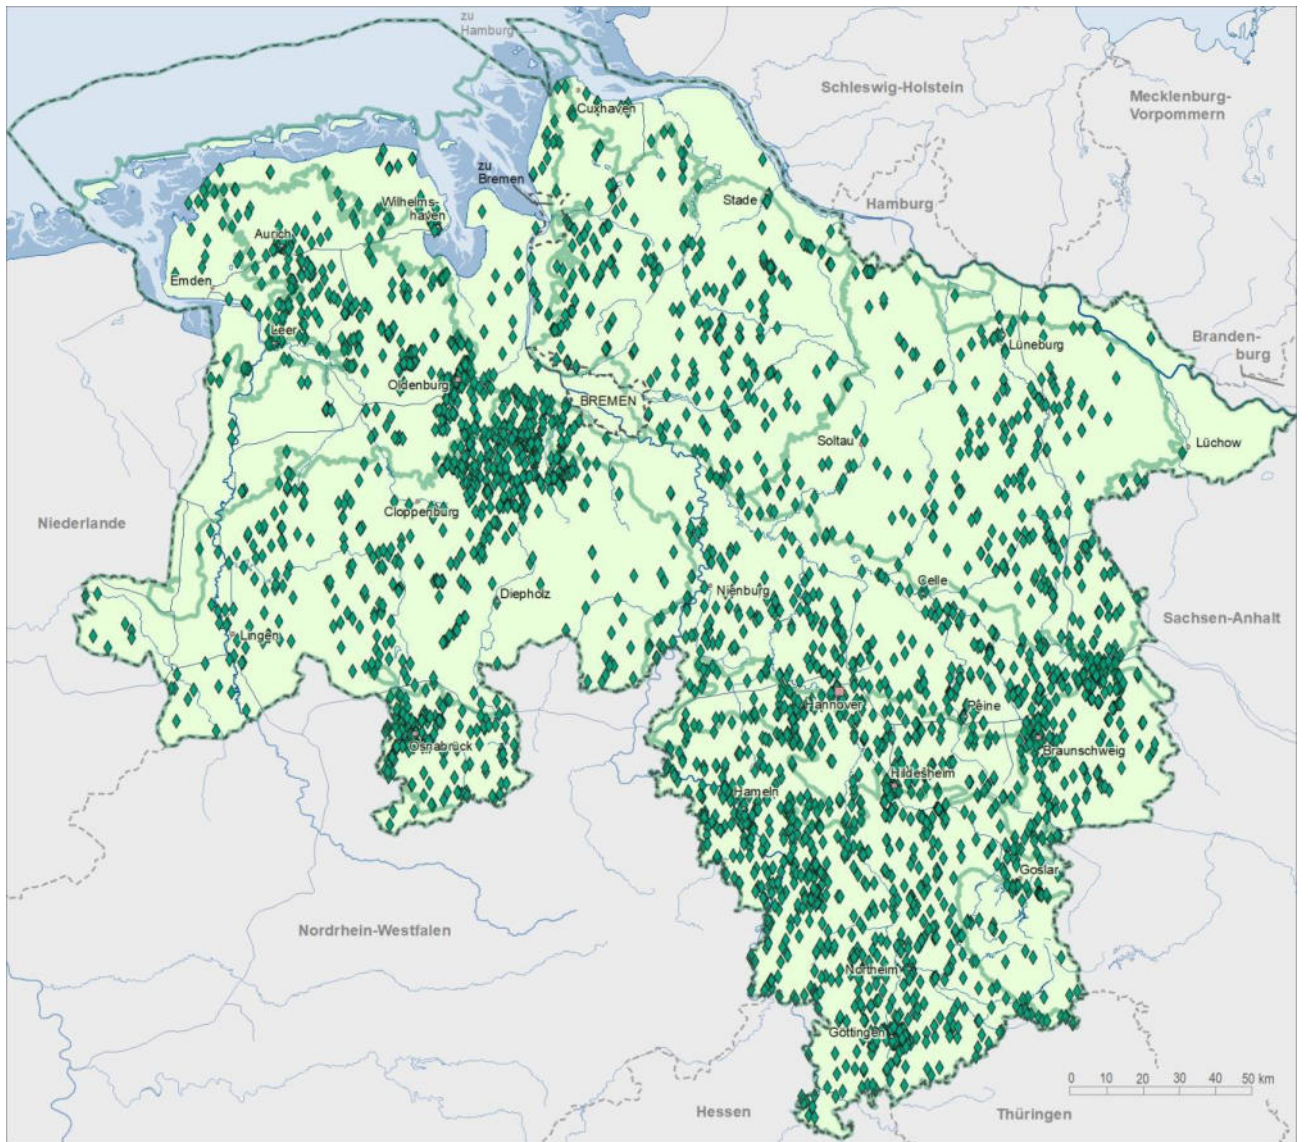 zu
Hamburg
Schleswig-Holstein
Mecklenburg-
Vorpommern
Cuxhaven
zu
Bremen
Stade
Hamburg
Wilhelms-
haven
Aurich
Emden
Leer
Lüneburg
Branden-
burg
Oldenburg
BREMEN
Soltau
Lüchow
Niederlande
Cloppenburg
Celle
Diepholz
Nienburg
Sachsen-Anhalt
Lingen
Hannover
Peine
Osnabrück
Braunschweig
Hildesheim
Hameln
Goslar
Nordrhein-Westfalen
Northeim
Göttingen
0 10 20 30 40 50 km
Hessen
Thüringen